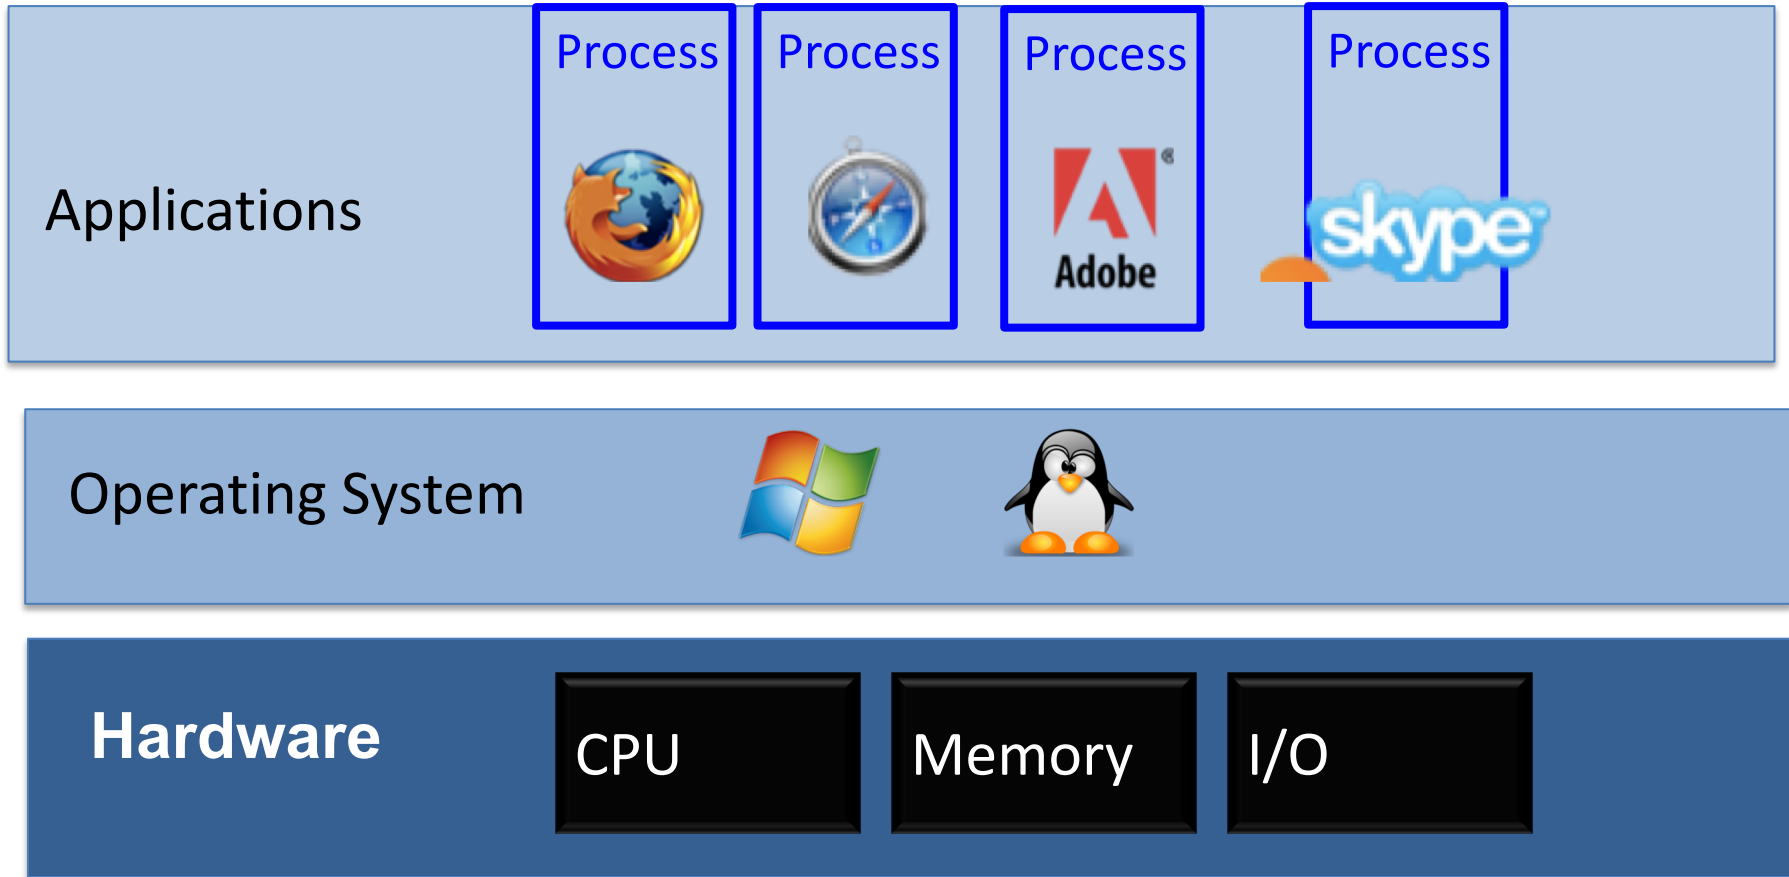 Process Process Process Process
Applications
Adobe
skype
Operating System
Hardware
CPU Memory I/O